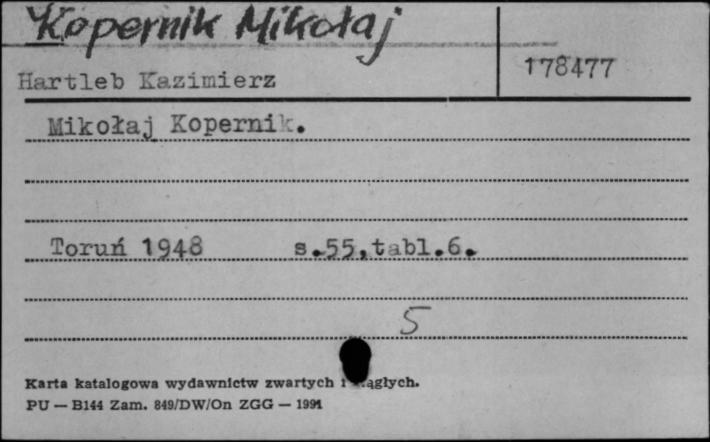 Kopernik Mikołaj
Hartleb Kazimierz
178477
Mikołaj Kopernik.
Toruń 1948 s.55,tabl.6.
5
Karta katalogowa wydawnictw zwartych i ciągłych.
PU — B144 Zam. 849/DW/On ZGG — 1991